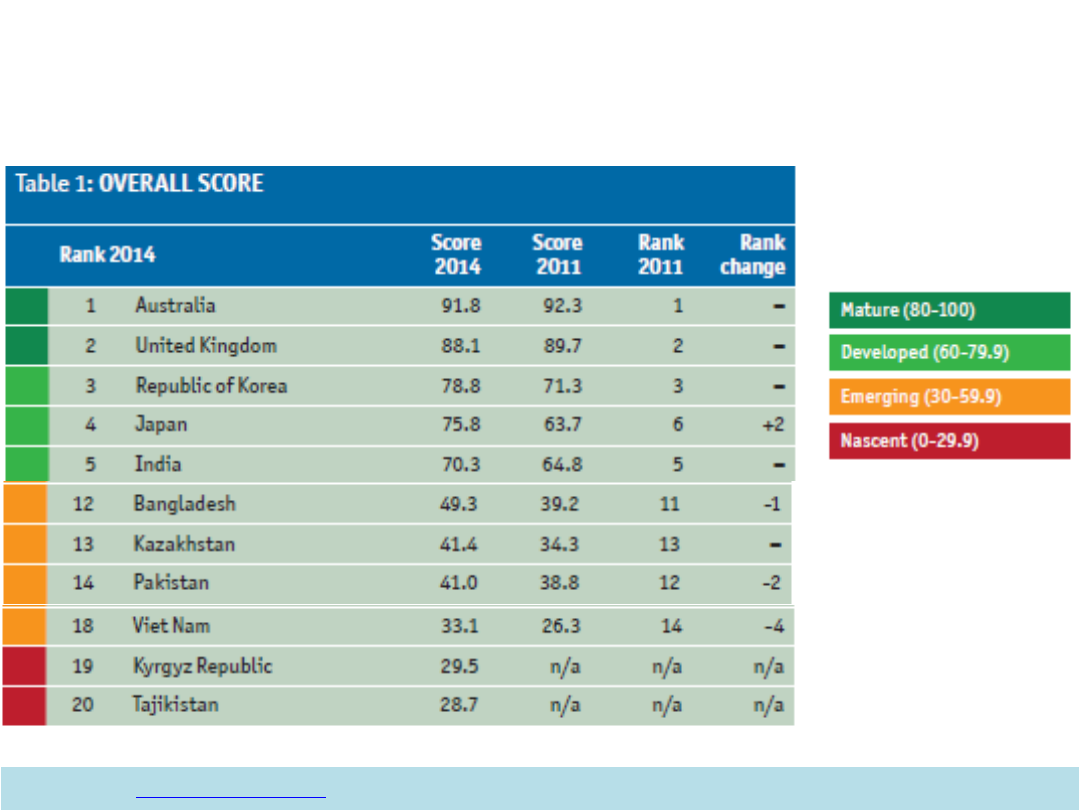 Table 1: OVERALL SCORE
Rank 2014 Score 2014 Score 2011 Rank 2011 Rank change
1 Australia 91.8 92.3 1 –
2 United Kingdom 88.1 89.7 2 –
3 Republic of Korea 78.8 71.3 3 –
4 Japan 75.8 63.7 6 +2
5 India 70.3 64.8 5 –
12 Bangladesh 49.3 39.2 11 -1
13 Kazakhstan 41.4 34.3 13 –
14 Pakistan 41.0 38.8 12 -2
18 Viet Nam 33.1 26.3 14 -4
19 Kyrgyz Republic 29.5 n/a n/a n/a
20 Tajikistan 28.7 n/a n/a n/a
Mature (80-100)
Developed (60-79.9)
Emerging (30-59.9)
Nascent (0-29.9)